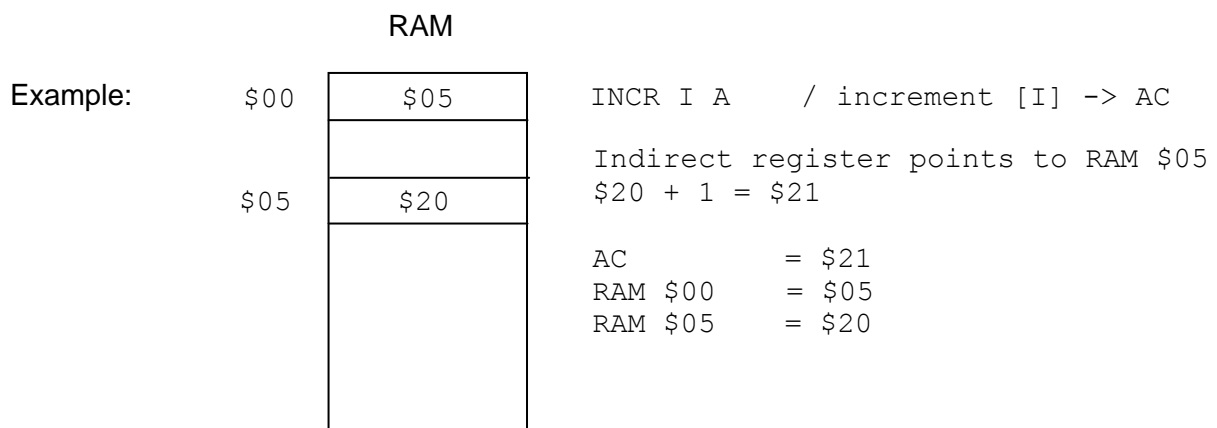 RAM
Example: $00 $05 INCR I A / increment [I] -> AC
Indirect register points to RAM $05
$05 $20 $20 + 1 = $21
AC = $21
RAM $00 = $05
RAM $05 = $20